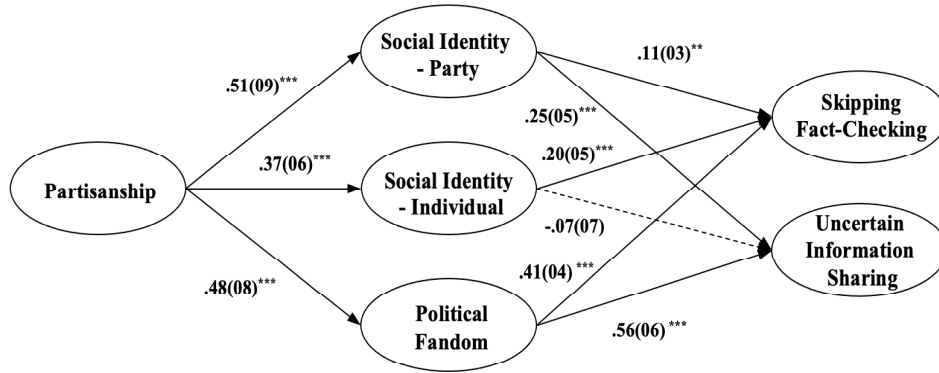 Social Identity
- Party
.51(09)***
.11(03)**
Skipping
Fact-Checking
.25(05)***
.20(05)***
Partisanship
.37(06)***
Social Identity
- Individual
-.07(07)
Uncertain
Information
Sharing
.48(08)***
.41(04)***
Political
Fandom
.56(06)***